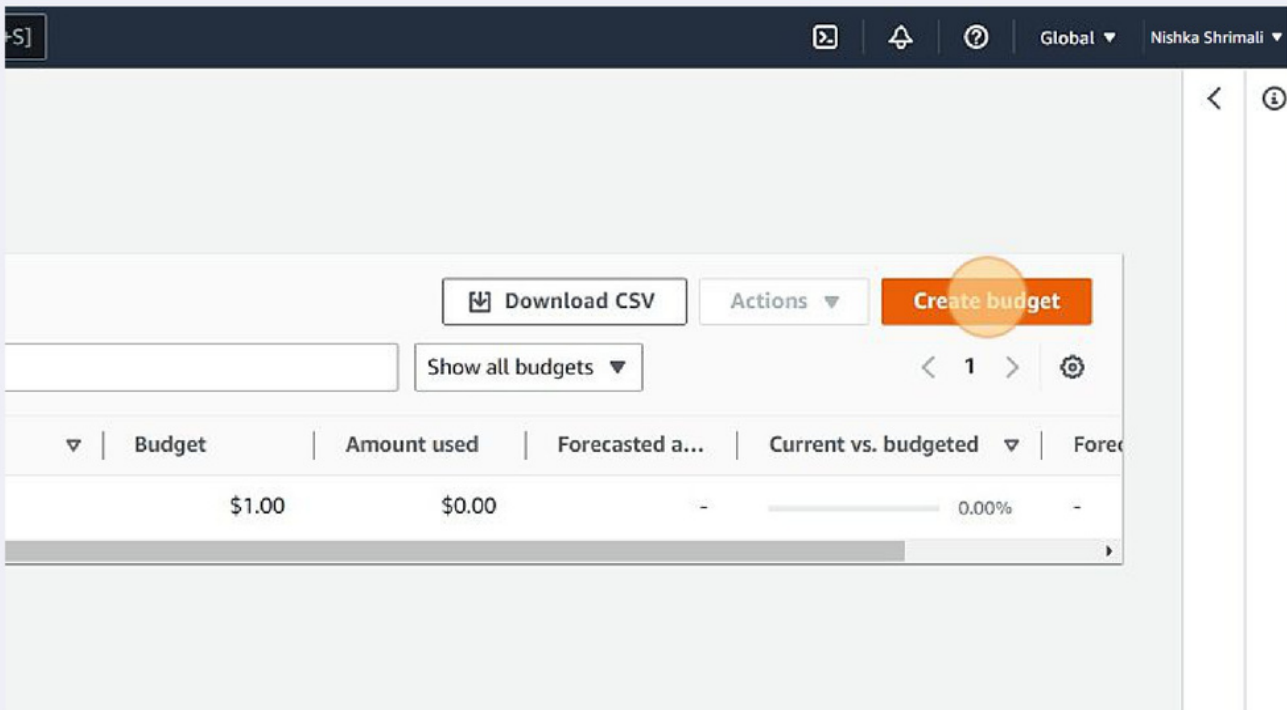 +S]
Global
Nishka Shrimali
Download CSV
Actions
Create budget
Show all budgets
1
Budget
Amount used
Forecasted a...
Current vs. budgeted
Forec
$1.00
$0.00
-
0.00%
-